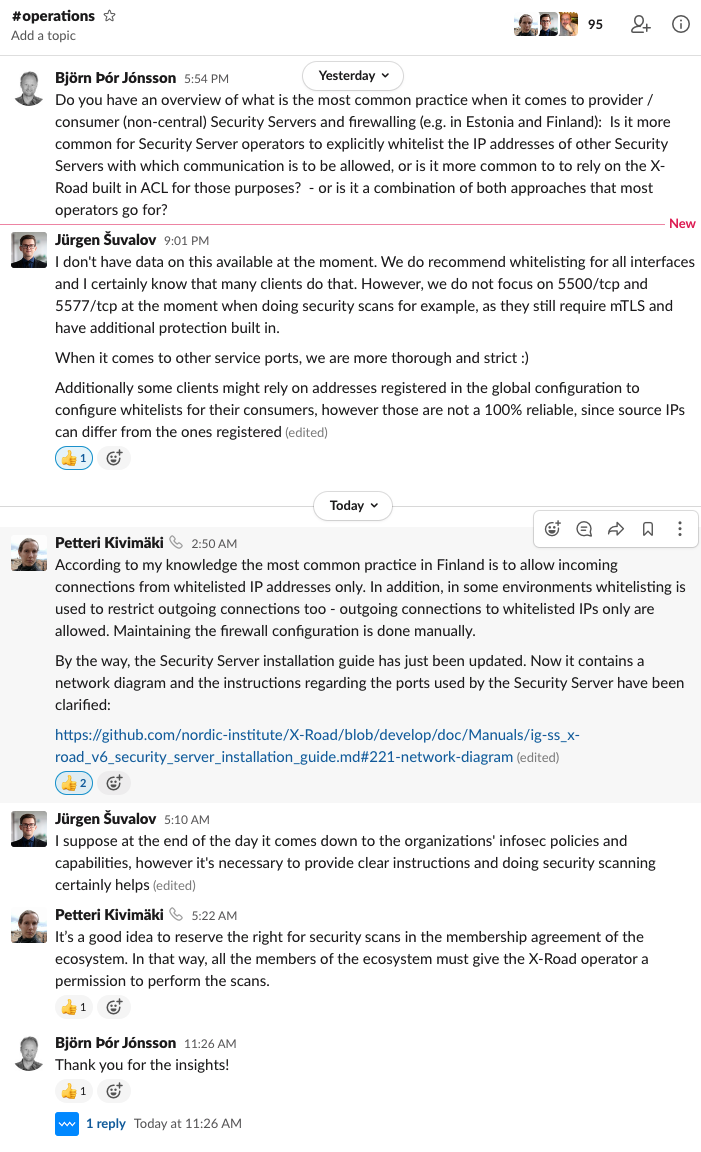 #operations
95
Add a topic
Yesterday
Björn Þór Jónsson 5:54 PM
Do you have an overview of what is the most common practice when it comes to provider /
consumer (non-central) Security Servers and firewalling (e.g. in Estonia and Finland):  Is it more
common for Security Server operators to explicitly whitelist the IP addresses of other Security
Servers with which communication is to be allowed, or is it more common to to rely on the X-
Road built in ACL for those purposes?  - or is it a combination of both approaches that most
operators go for?
New
Jürgen Šuvalov 9:01 PM
I don't have data on this available at the moment. We do recommend whitelisting for all interfaces
and I certainly know that many clients do that. However, we do not focus on 5500/tcp and
5577/tcp at the moment when doing security scans for example, as they still require mTLS and
have additional protection built in.
When it comes to other service ports, we are more thorough and strict :)
Additionally some clients might rely on addresses registered in the global configuration to
configure whitelists for their consumers, however those are not a 100% reliable, since source IPs
can differ from the ones registered (edited)
👍 1
Today
Petteri Kivimäki 2:50 AM
According to my knowledge the most common practice in Finland is to allow incoming
connections from whitelisted IP addresses only. In addition, in some environments whitelisting is
used to restrict outgoing connections too - outgoing connections to whitelisted IPs only are
allowed. Maintaining the firewall configuration is done manually.
By the way, the Security Server installation guide has just been updated. Now it contains a
network diagram and the instructions regarding the ports used by the Security Server have been
clarified:
https://github.com/nordic-institute/X-Road/blob/develop/doc/Manuals/ig-ss_x-
road_v6_security_server_installation_guide.md#221-network-diagram (edited)
👍 2
Jürgen Šuvalov 5:10 AM
I suppose at the end of the day it comes down to the organizations' infosec policies and
capabilities, however it's necessary to provide clear instructions and doing security scanning
certainly helps (edited)
Petteri Kivimäki 5:22 AM
It's a good idea to reserve the right for security scans in the membership agreement of the
ecosystem. In that way, all the members of the ecosystem must give the X-Road operator a
permission to perform the scans.
👍 1
Björn Þór Jónsson 11:26 AM
Thank you for the insights!
👍 1
1 reply Today at 11:26 AM